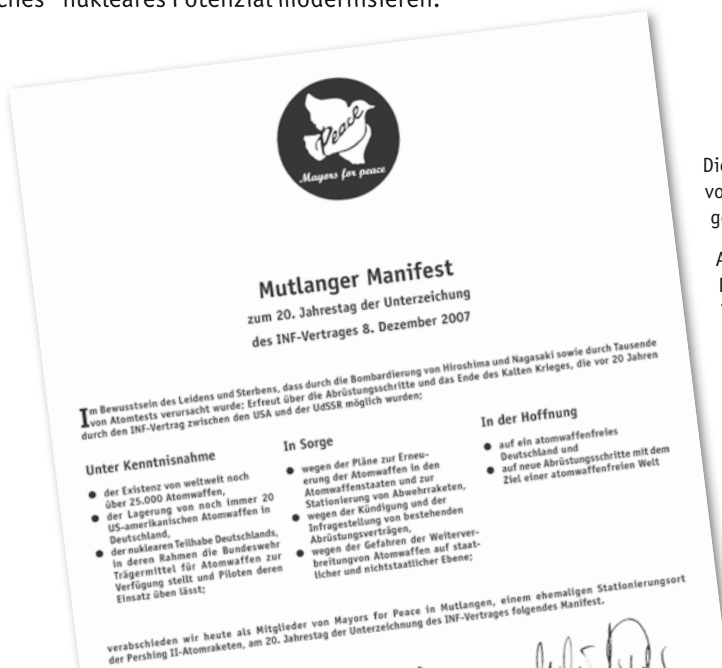 nukleares Potenzial modernisieren.
Peace
Mayors for peace
Mutlanger Manifest
zum 20. Jahrestag der Unterzeichung
des INF-Vertrages 8. Dezember 2007
Im Bewusstsein des Leidens und Sterbens, dass durch die Bombardierung von Hiroshima und Nagasaki sowie durch Tausende
von Atomtests verursacht wurde; Erfreut über die Abrüstungsschritte und das Ende des Kalten Krieges, die vor 20 Jahren
durch den INF-Vertrag zwischen den USA und der UdSSR möglich wurden;
Unter Kenntnisnahme
● der Existenz von weltweit noch
über 25.000 Atomwaffen,
● der Lagerung von noch immer 20
US-amerikanischen Atomwaffen in
Deutschland,
● der nuklearen Teilhabe Deutschlands,
in deren Rahmen die Bundeswehr
Trägermittel für Atomwaffen zur
Verfügung stellt und Piloten deren
Einsatz üben lässt;
In Sorge
● wegen der Pläne zur Erneu-
erung der Atomwaffen in den
Atomwaffenstaaten und zur
Stationierung von Abwehrraketen,
● wegen der Kündigung und der
Infragestellung von bestehenden
Abrüstungsverträgen,
● wegen der Gefahren der Weiterver-
breitungvon Atomwaffen auf staat-
licher und nichtstaatlicher Ebene;
In der Hoffnung
● auf ein atomwaffenfreies
Deutschland und
● auf neue Abrüstungsschritte mit dem
Ziel einer atomwaffenfreien Welt
verabschieden wir heute als Mitglieder von Mayors for Peace in Mutlangen, einem ehemaligen Stationierungsort
der Pershing II-Atomraketen, am 20. Jahrestag der Unterzeichnung des INF-Vertrages folgendes Manifest.